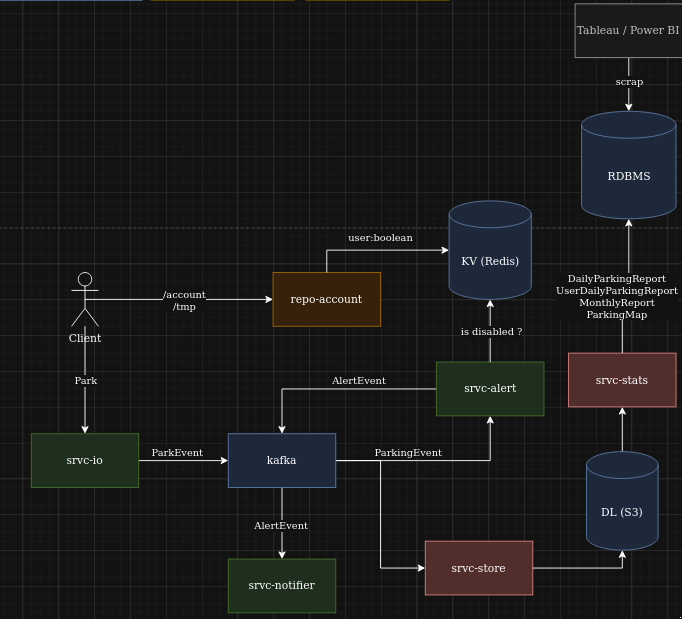 Tableau / Power BI
scrap
RDBMS
user:boolean
KV (Redis)
/account
/tmp
repo-account
DailyParkingReport
UserDailyParkingReport
MonthlyReport
ParkingMap
Client
is disabled ?
Park
AlertEvent
srvc-alert
srvc-stats
srvc-io
ParkEvent
kafka
ParkingEvent
DL (S3)
AlertEvent
srvc-store
srvc-notifier